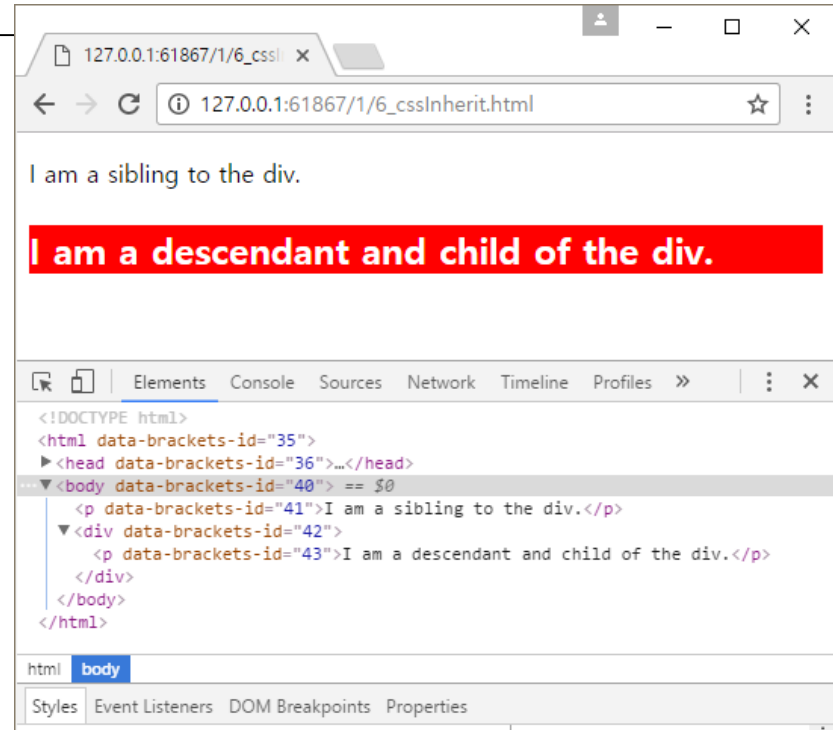 127.0.0.1:61867/1/6_cssI
127.0.0.1:61867/1/6_cssInherit.html
I am a sibling to the div.
I am a descendant and child of the div.
Elements Console Sources Network Timeline Profiles »
<!DOCTYPE html>
<html data-brackets-id="35">
▶<head data-brackets-id="36">…</head>
…▼<body data-brackets-id="40"> == $0
<p data-brackets-id="41">I am a sibling to the div.</p>
▼<div data-brackets-id="42">
<p data-brackets-id="43">I am a descendant and child of the div.</p>
</div>
</body>
</html>
html body
Styles Event Listeners DOM Breakpoints Properties